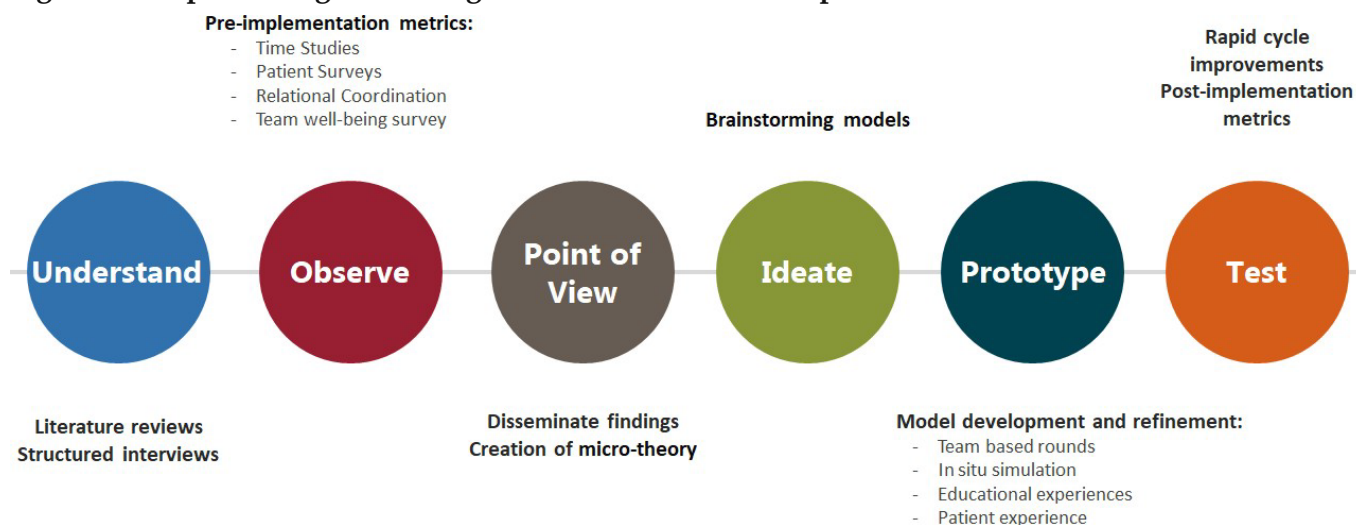 Pre-implementation metrics:
- Time Studies
- Patient Surveys
- Relational Coordination
- Team well-being survey
Brainstorming models
Rapid cycle
improvements
Post-implementation
metrics
Understand
Observe
Point of
View
Ideate
Prototype
Test
Literature reviews
Structured interviews
Disseminate findings
Creation of micro-theory
Model development and refinement:
- Team based rounds
- In situ simulation
- Educational experiences
- Patient experience